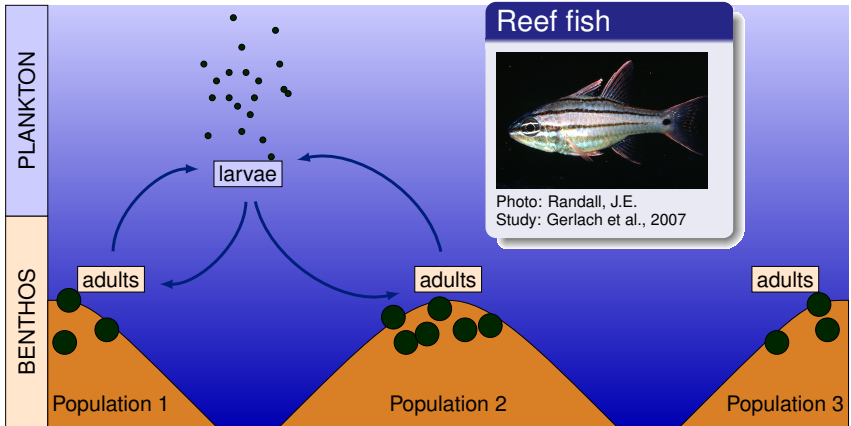 PLANKTON
BENTHOS
Reef fish
Photo: Randall, J.E.
Study: Gerlach et al., 2007
larvae
adults
adults
adults
Population 1
Population 2
Population 3